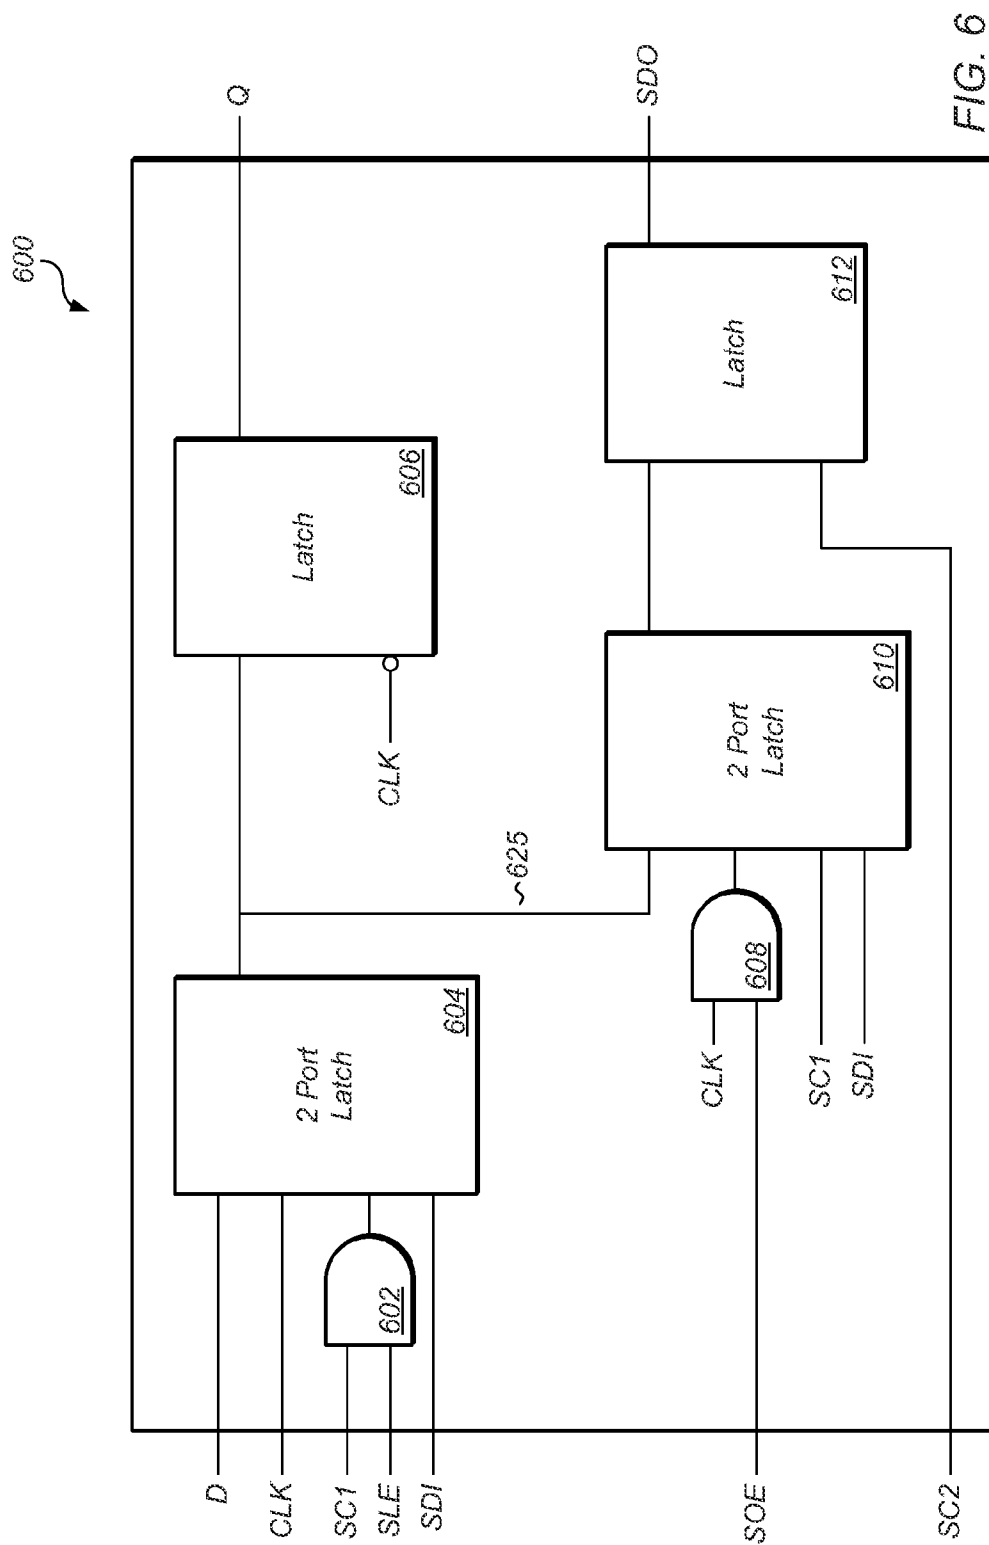 600
D
CLK
SC1
SLE
SDI
602
2 Port
Latch
604
Latch
606
CLK
Q
625
SOE
SC2
CLK
608
SC1
SDI
2 Port
Latch
610
Latch
612
SDO
FIG. 6